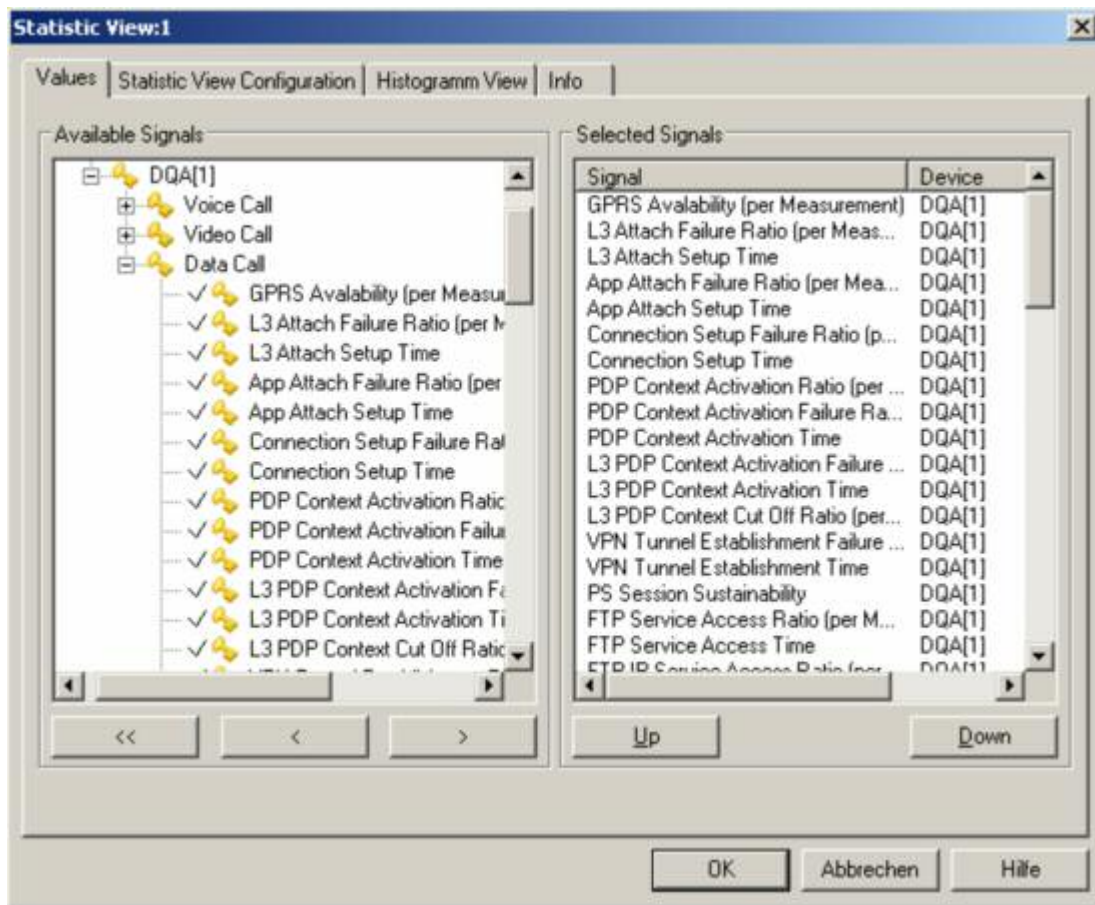 Statistic View:1
Values
Statistic View Configuration
Histogramm View
Info
Available Signals
DQA[1]
Voice Call
Video Call
Data Call
GPRS Avalability (per Measur
L3 Attach Failure Ratio (per M
L3 Attach Setup Time
App Attach Failure Ratio (per
App Attach Setup Time
Connection Setup Failure Rat
Connection Setup Time
PDP Context Activation Ratio
PDP Context Activation Failur
PDP Context Activation Time
L3 PDP Context Activation Fa
L3 PDP Context Activation Ti
L3 PDP Context Cut Off Ratio
<<
<
>
Selected Signals
Signal Device
GPRS Avalability (per Measurement) DQA[1]
L3 Attach Failure Ratio (per Meas... DQA[1]
L3 Attach Setup Time DQA[1]
App Attach Failure Ratio (per Mea... DQA[1]
App Attach Setup Time DQA[1]
Connection Setup Failure Ratio (p... DQA[1]
Connection Setup Time DQA[1]
PDP Context Activation Ratio (per ... DQA[1]
PDP Context Activation Failure Ra... DQA[1]
PDP Context Activation Time DQA[1]
L3 PDP Context Activation Failure ... DQA[1]
L3 PDP Context Activation Time DQA[1]
L3 PDP Context Cut Off Ratio (per... DQA[1]
VPN Tunnel Establishment Failure ... DQA[1]
VPN Tunnel Establishment Time DQA[1]
PS Session Sustainability DQA[1]
FTP Service Access Ratio (per M... DQA[1]
FTP Service Access Time DQA[1]
FTP IP Service Access Ratio (per DQA[1]
Up
Down
OK
Abbrechen
Hilfe